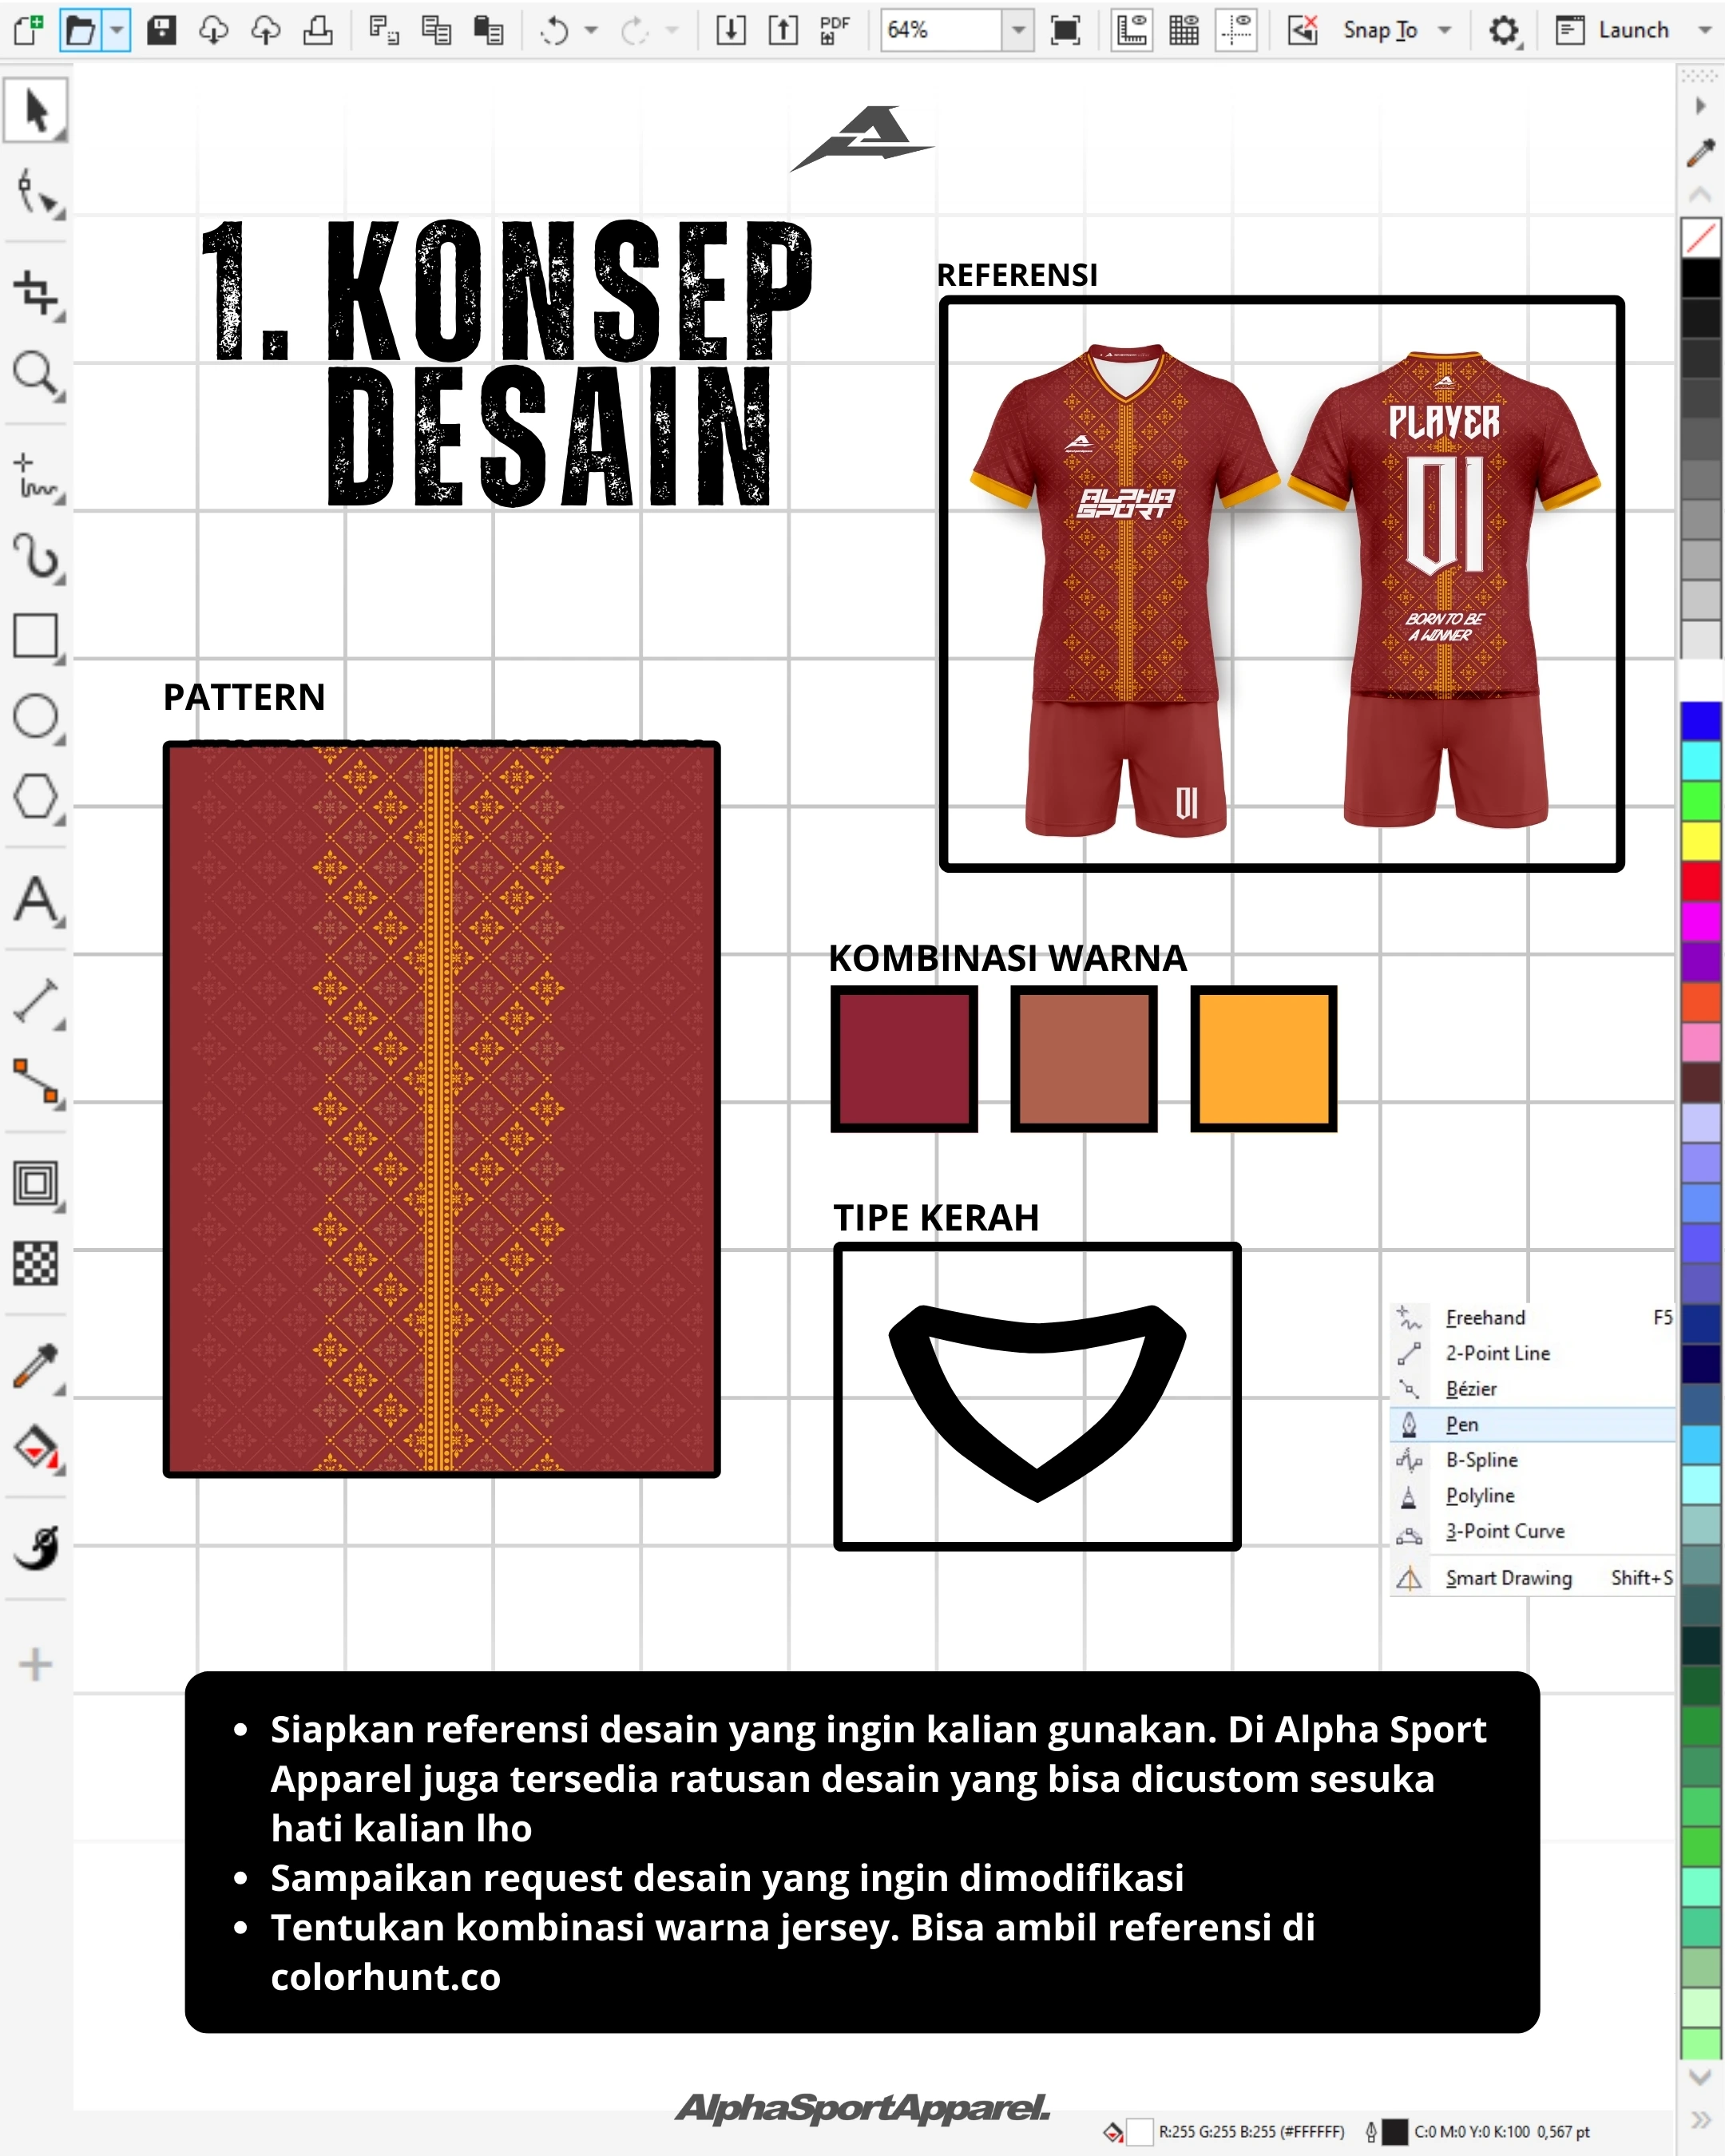 PDF
64%
Snap To
Launch
1. KONSEP
DESAIN
REFERENSI
PLAYER
01
ALPHA
SPORT
BORN TO BE
A WINNER
01
PATTERN
KOMBINASI WARNA
TIPE KERAH
Freehand F5
2-Point Line
Bézier
Pen
B-Spline
Polyline
3-Point Curve
Smart Drawing Shift+S
• Siapkan referensi desain yang ingin kalian gunakan. Di Alpha Sport
Apparel juga tersedia ratusan desain yang bisa dicustom sesuka
hati kalian lho
• Sampaikan request desain yang ingin dimodifikasi
• Tentukan kombinasi warna jersey. Bisa ambil referensi di
colorhunt.co
AlphaSportApparel.
R:255 G:255 B:255 (#FFFFFF) C:0 M:0 Y:0 K:100 0,567 pt